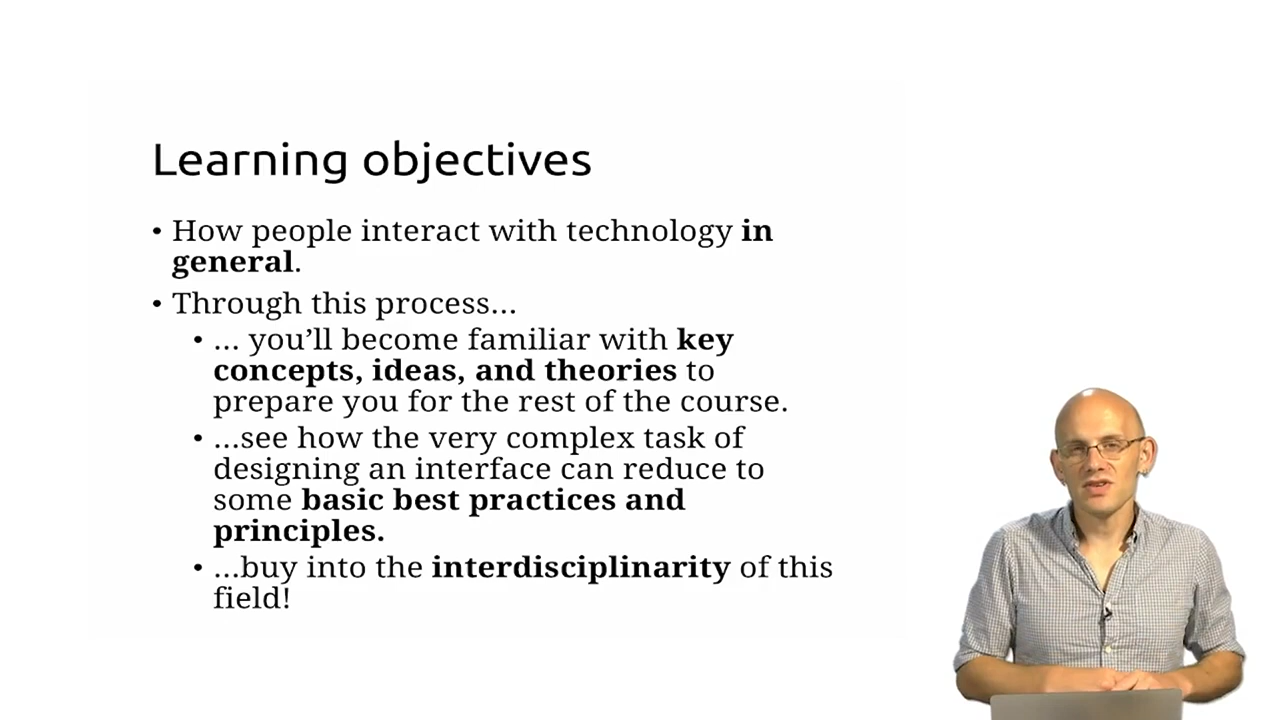 Learning objectives
• How people interact with technology in
general.
• Through this process…
• … you’ll become familiar with key
concepts, ideas, and theories to
prepare you for the rest of the course.
• …see how the very complex task of
designing an interface can reduce to
some basic best practices and
principles.
• …buy into the interdisciplinarity of this
field!